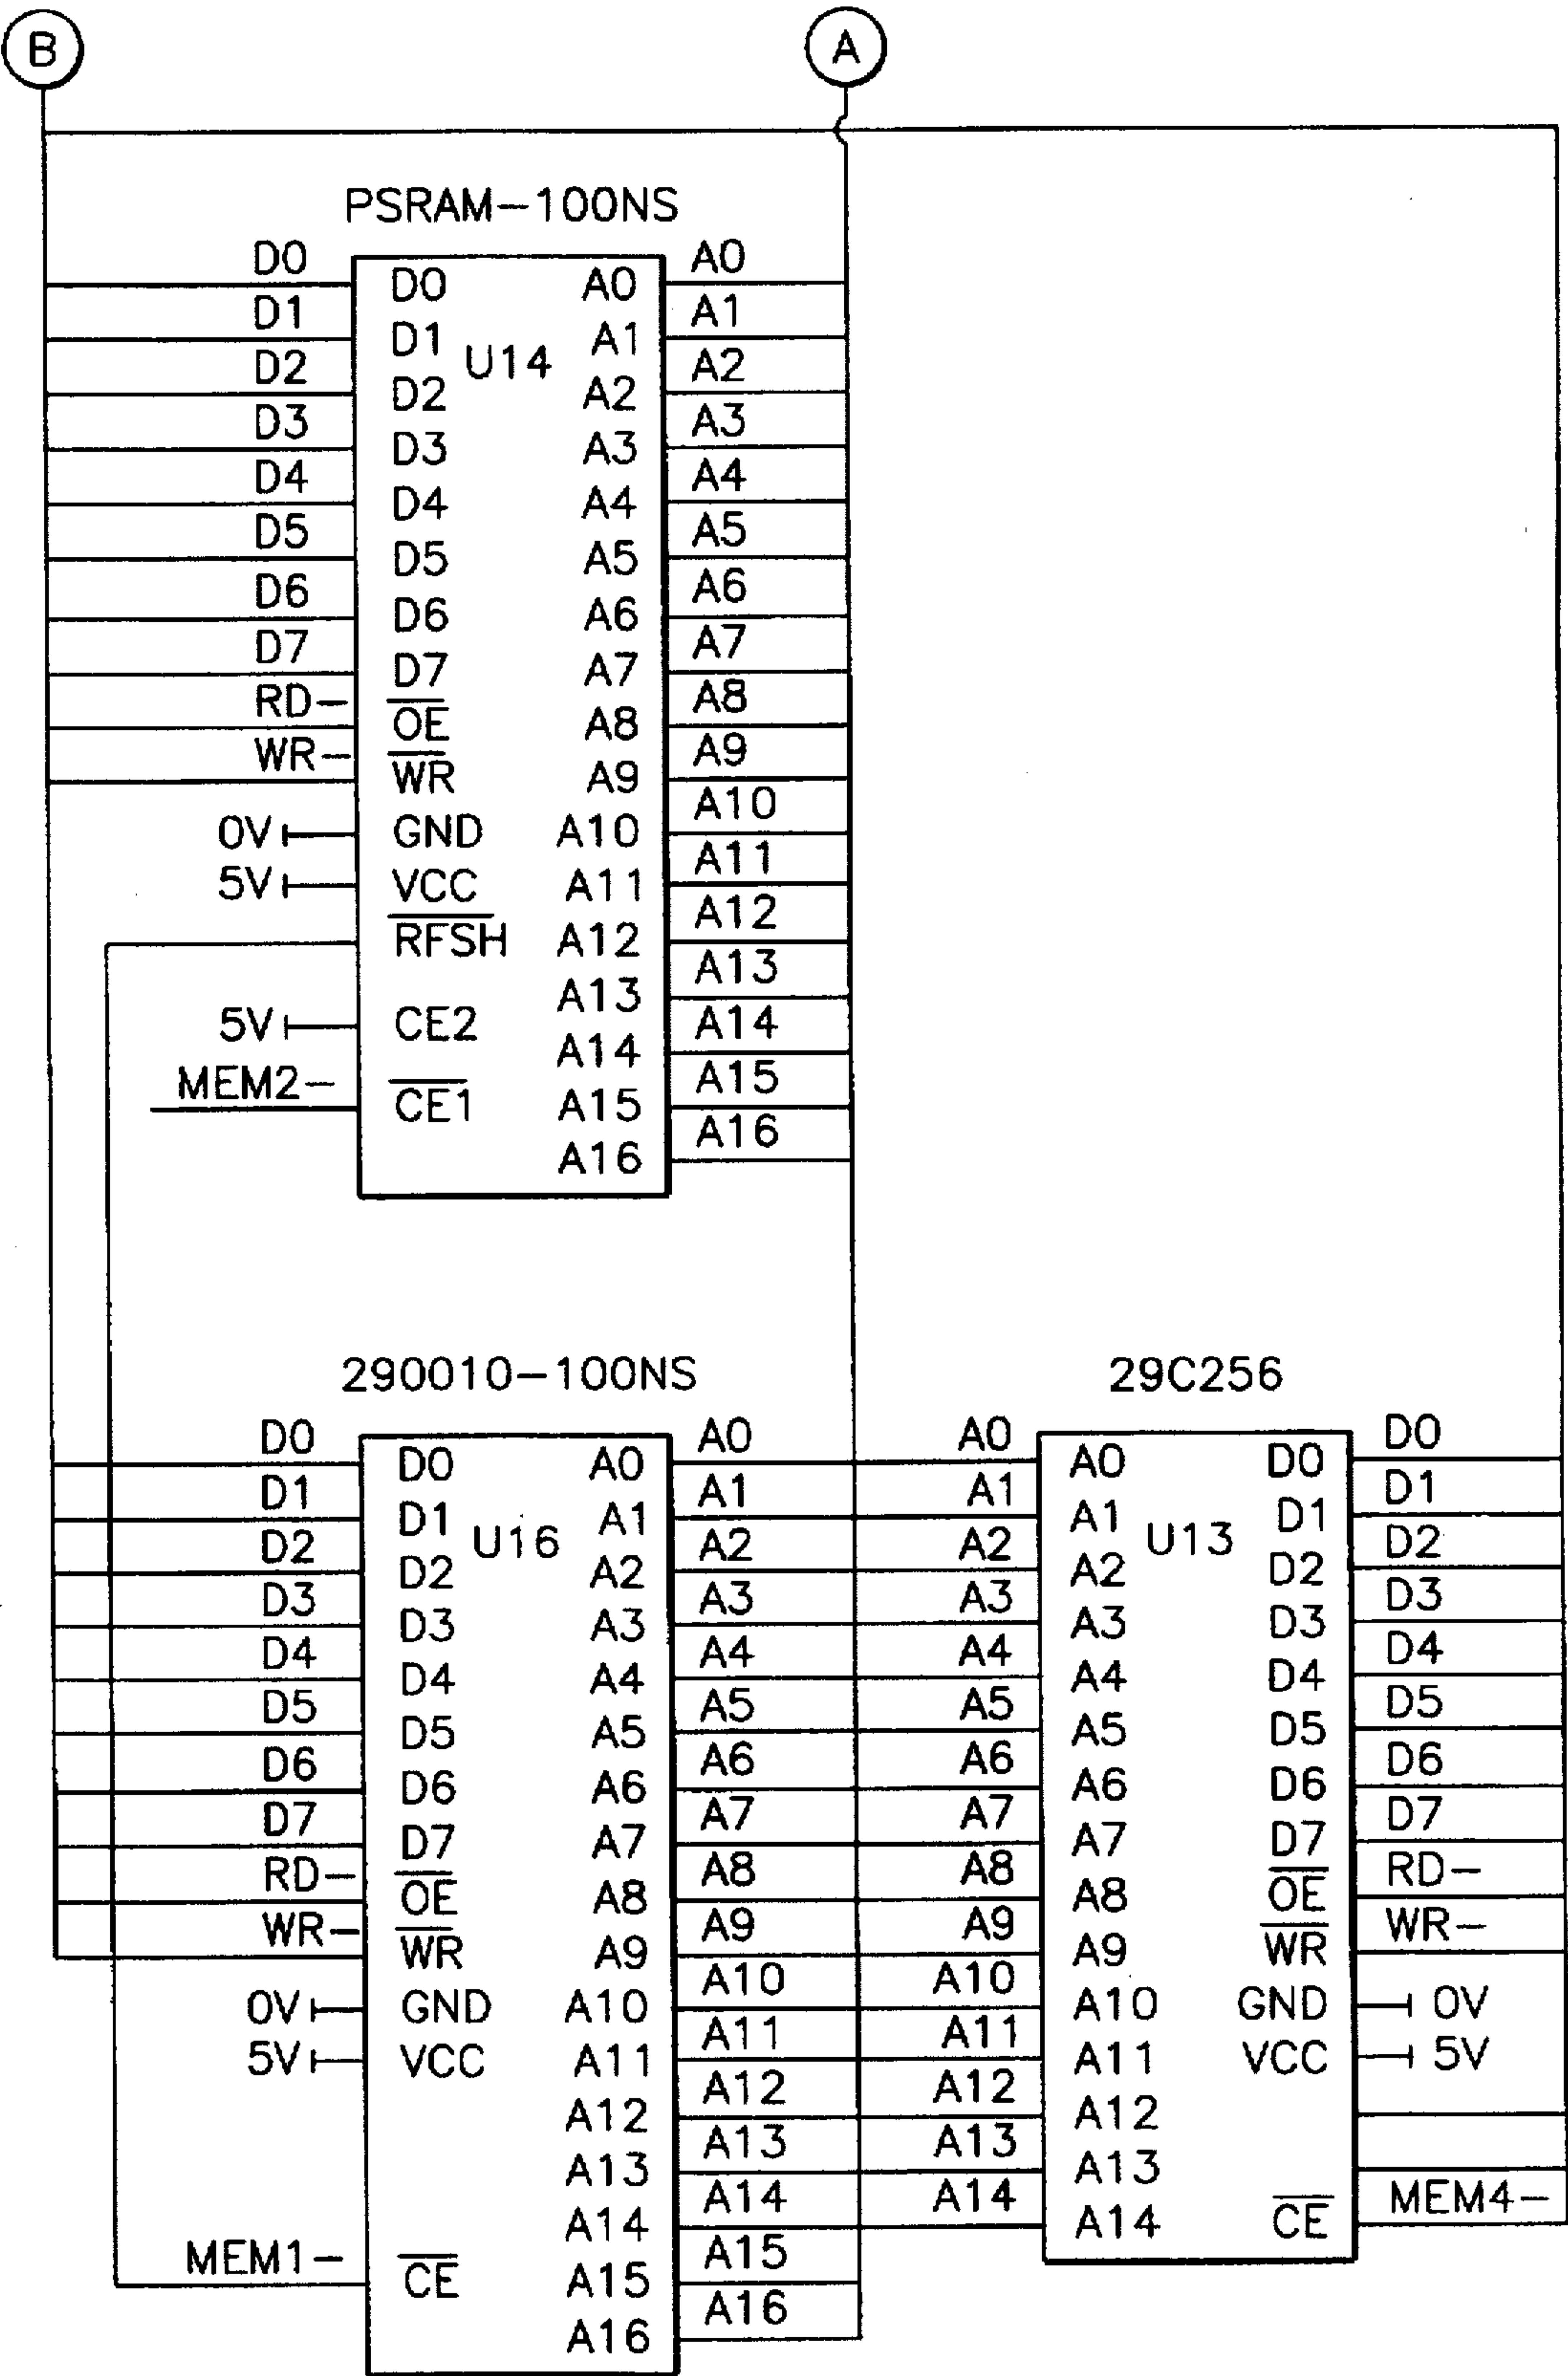 B
A
PSRAM-100NS
D0 D0 A0 A0
D1 D1 U14 A1 A1
D2 D2 A2 A2
D3 D3 A3 A3
D4 D4 A4 A4
D5 D5 A5 A5
D6 D6 A6 A6
D7 D7 A7 A7
RD- OE A8 A8
WR- WR A9 A9
0V GND A10 A10
5V VCC A11 A11
RFSH A12 A12
A13 A13
5V CE2 A14 A14
MEM2- CE1 A15 A15
A16 A16
290010-100NS
D0 D0 A0 A0
D1 D1 U16 A1 A1
D2 D2 A2 A2
D3 D3 A3 A3
D4 D4 A4 A4
D5 D5 A5 A5
D6 D6 A6 A6
D7 D7 A7 A7
RD- OE A8 A8
WR- WR A9 A9
0V GND A10 A10
5V VCC A11 A11
A12 A12
A13 A13
A14 A14
MEM1- CE A15 A15
A16 A16
29C256
A0 A0 D0 D0
A1 A1 U13 D1 D1
A2 A2 D2 D2
A3 A3 D3 D3
A4 A4 D4 D4
A5 A5 D5 D5
A6 A6 D6 D6
A7 A7 D7 D7
A8 A8 OE RD-
A9 A9 WR WR-
A10 A10 GND 0V
A11 A11 VCC 5V
A12 A12
A13 A13
A14 A14 CE MEM4-